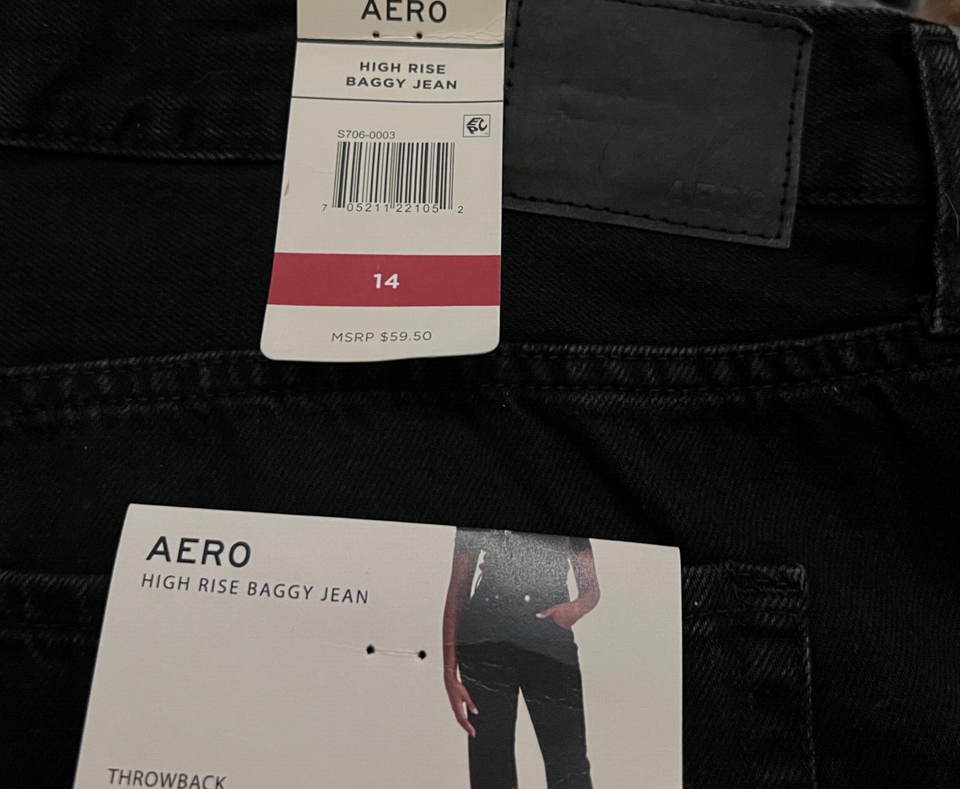 AERO
HIGH RISE
BAGGY JEAN
S706-0003
7 05211 22105 2
14
MSRP $59.50
AERO
AERO
HIGH RISE BAGGY JEAN
THROWBACK